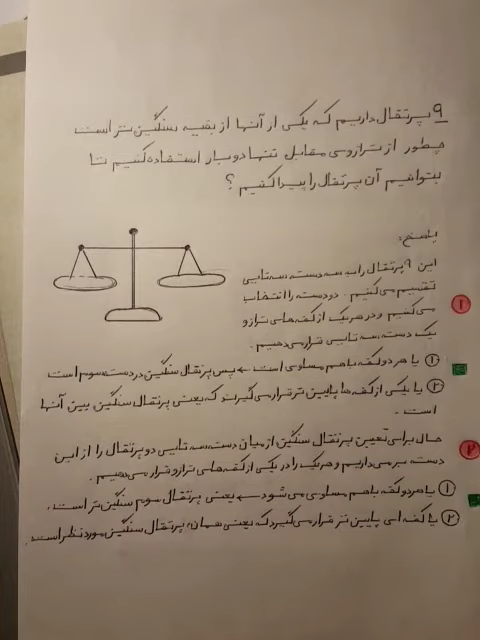 ۹ پرتقال داریم که یکی از آنها از بقیه سنگین تر است
چطور از ترازوی مقابل تنها دوبار استفاده کنیم تا
بتوانیم آن پرتقال را پیدا کنیم ؟
پاسخ:
این ۹ پرتقال را به سه دسته سه تایی
تقسیم می کنیم . دو دسته را انتخاب
۱
می کنیم و در هر یک از کفه های ترازو
یک دسته سه تایی قرار می دهیم .
① یا هر دو کفه با هم مساوی است ← پس پرتقال سنگین در دسته سوم است
② یا یکی از کفه ها پایین تر قرار می گیرند که یعنی پرتقال سنگین بین آنها
است .
حال برای تعیین پرتقال سنگین از میان دسته سه تایی دو پرتقال را از این
۲
دسته بر می داریم و هر یک را در یکی از کفه های ترازو قرار می دهیم .
① یا هر دو کفه با هم مساوی می شود ← یعنی پرتقال سوم سنگین تر است .
② یا کفه ای پایین تر قرار می گیرد که یعنی همان پرتقال سنگین مورد نظر است .